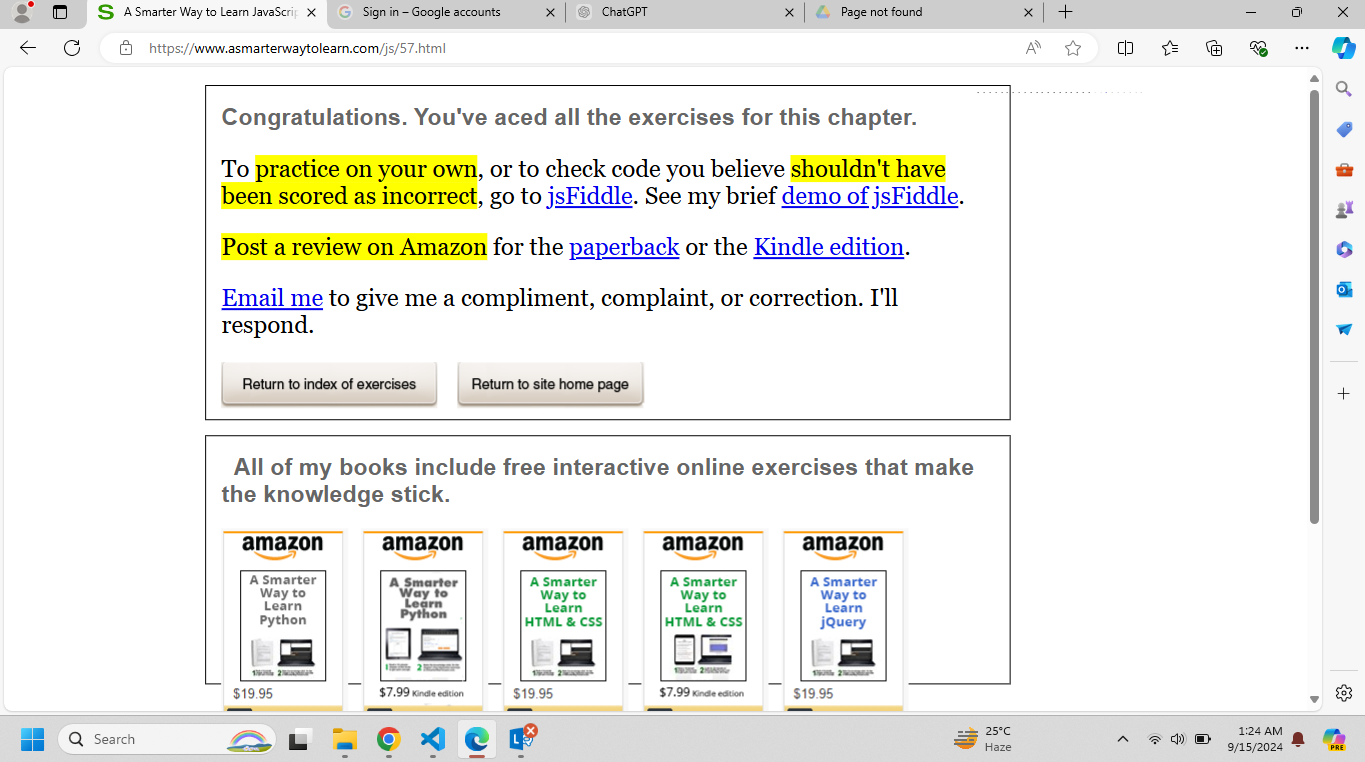 A Smarter Way to Learn JavaScrip
Sign in – Google accounts
ChatGPT
Page not found
https://www.asmarterwaytolearn.com/js/57.html
Congratulations. You've aced all the exercises for this chapter.
To practice on your own, or to check code you believe shouldn't have
been scored as incorrect, go to jsFiddle. See my brief demo of jsFiddle.
Post a review on Amazon for the paperback or the Kindle edition.
Email me to give me a compliment, complaint, or correction. I'll
respond.
Return to index of exercises
Return to site home page
All of my books include free interactive online exercises that make
the knowledge stick.
amazon
A Smarter
Way to
Learn
Python
$19.95
amazon
A Smarter
Way to
Learn
Python
$7.99 Kindle edition
amazon
A Smarter
Way to
Learn
HTML & CSS
$19.95
amazon
A Smarter
Way to
Learn
HTML & CSS
$7.99 Kindle edition
amazon
A Smarter
Way to
Learn
jQuery
$19.95
Search
25°C
Haze
1:24 AM
9/15/2024
PRE